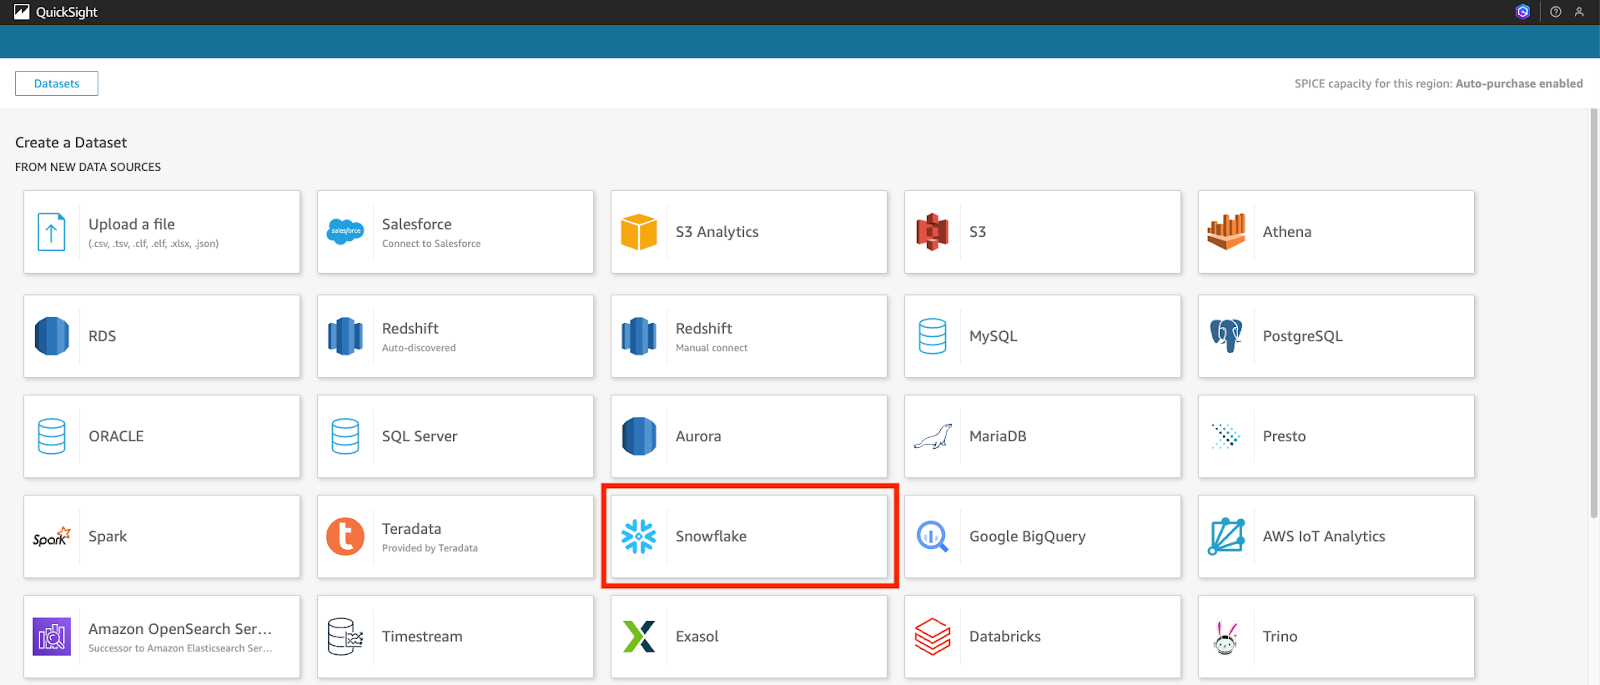 QuickSight
Datasets
SPICE capacity for this region: Auto-purchase enabled
Create a Dataset
FROM NEW DATA SOURCES
Upload a file
(.csv, .tsv, .clf, .elf, .xlsx, .json)
salesforce
Salesforce
Connect to Salesforce
S3 Analytics
S3
Athena
RDS
Redshift
Auto-discovered
Redshift
Manual connect
MySQL
PostgreSQL
ORACLE
SQL Server
Aurora
MariaDB
Presto
Spark
Spark
t
Teradata
Provided by Teradata
Snowflake
Google BigQuery
AWS IoT Analytics
Amazon OpenSearch Ser...
Successor to Amazon Elasticsearch Ser...
Timestream
Exasol
Databricks
Trino